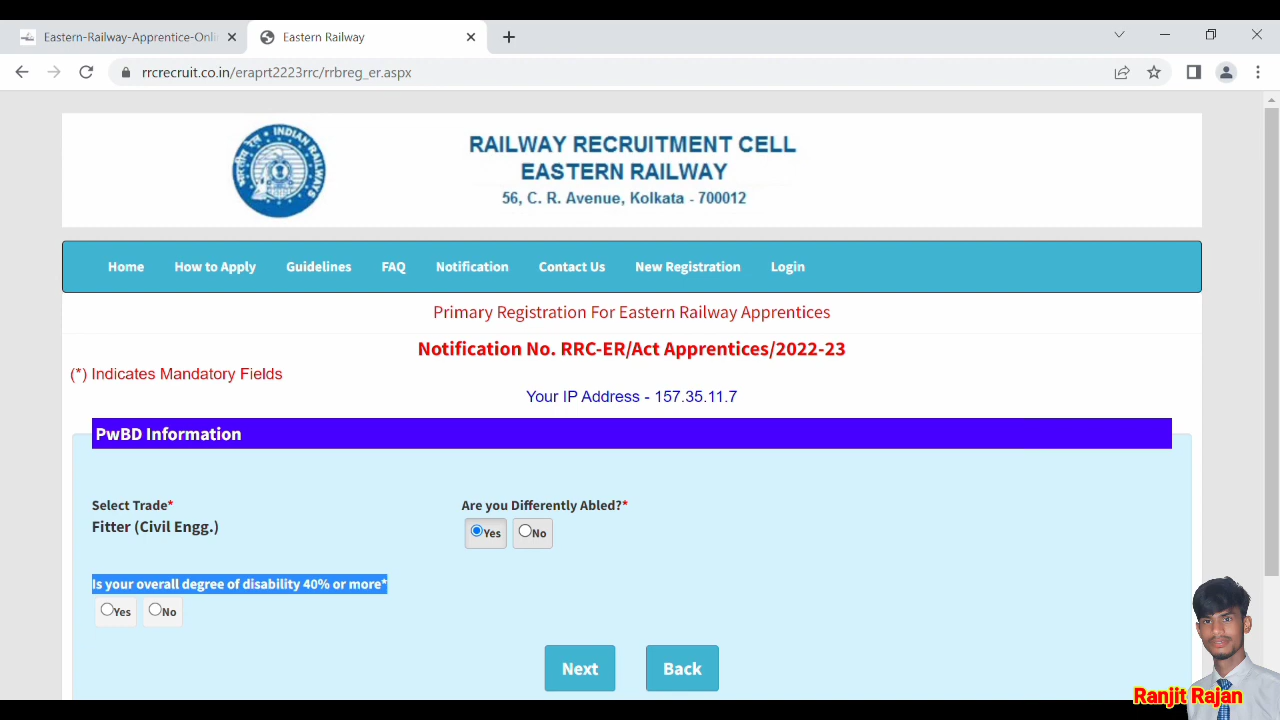 Eastern-Railway-Apprentice-Onli
Eastern Railway
rrcrecruit.co.in/eraprt2223rrc/rrbreg_er.aspx
भारतीय रेल
INDIAN RAILWAYS
RAILWAY RECRUITMENT CELL
EASTERN RAILWAY
56, C. R. Avenue, Kolkata - 700012
Home How to Apply Guidelines FAQ Notification Contact Us New Registration Login
Primary Registration For Eastern Railway Apprentices
Notification No. RRC-ER/Act Apprentices/2022-23
(*) Indicates Mandatory Fields
Your IP Address - 157.35.11.7
PwBD Information
Select Trade* Are you Differently Abled?*
Fitter (Civil Engg.)
Yes No
Is your overall degree of disability 40% or more*
Yes No
Next Back
Ranjit Rajan